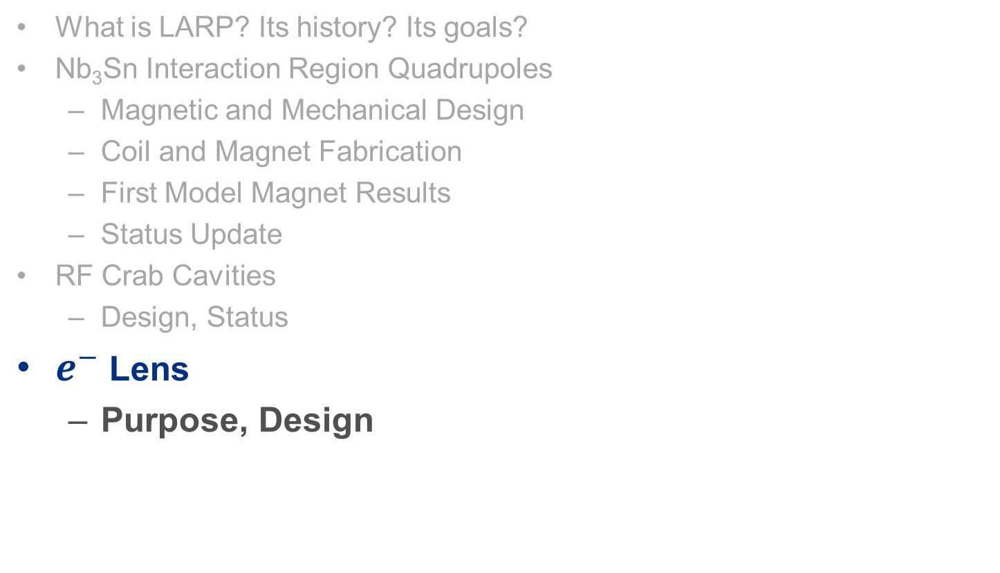 • What is LARP? Its history? Its goals?
• Nb₃Sn Interaction Region Quadrupoles
– Magnetic and Mechanical Design
– Coil and Magnet Fabrication
– First Model Magnet Results
– Status Update
• RF Crab Cavities
– Design, Status
• e⁻ Lens
– Purpose, Design